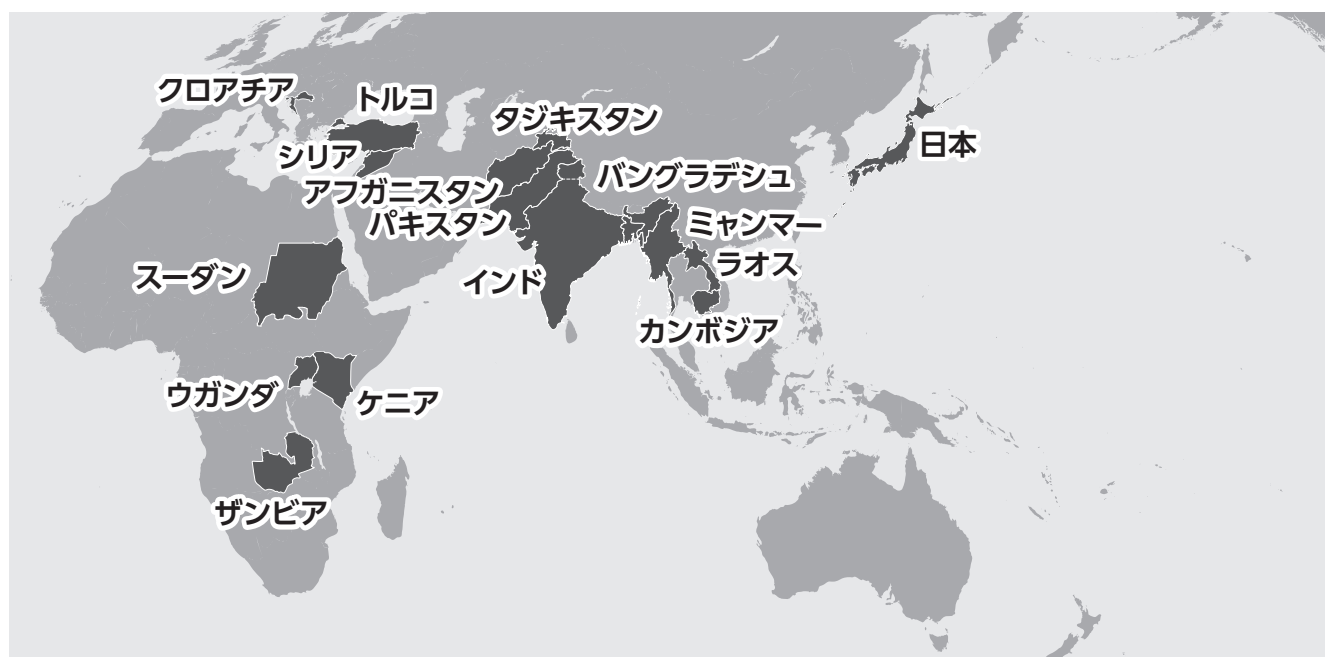 クロアチア
トルコ
タジキスタン
日本
シリア
バングラデシュ
アフガニスタン
パキスタン
ミャンマー
ラオス
スーダン
インド
カンボジア
ウガンダ
ケニア
ザンビア